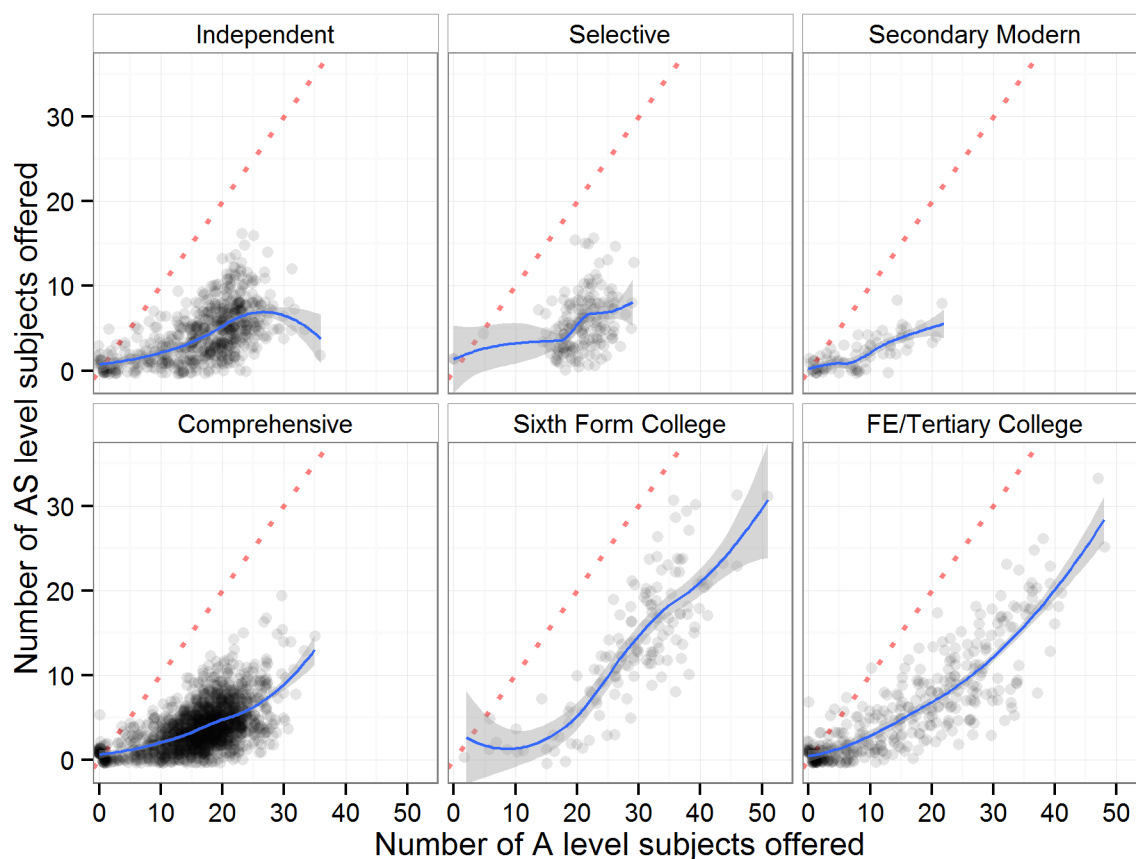 Independent
Selective
Secondary Modern
30
20
10
0
Comprehensive
Sixth Form College
FE/Tertiary College
30
20
10
0
0 10 20 30 40 50
0 10 20 30 40 50
0 10 20 30 40 50
Number of A level subjects offered
Number of AS level subjects offered